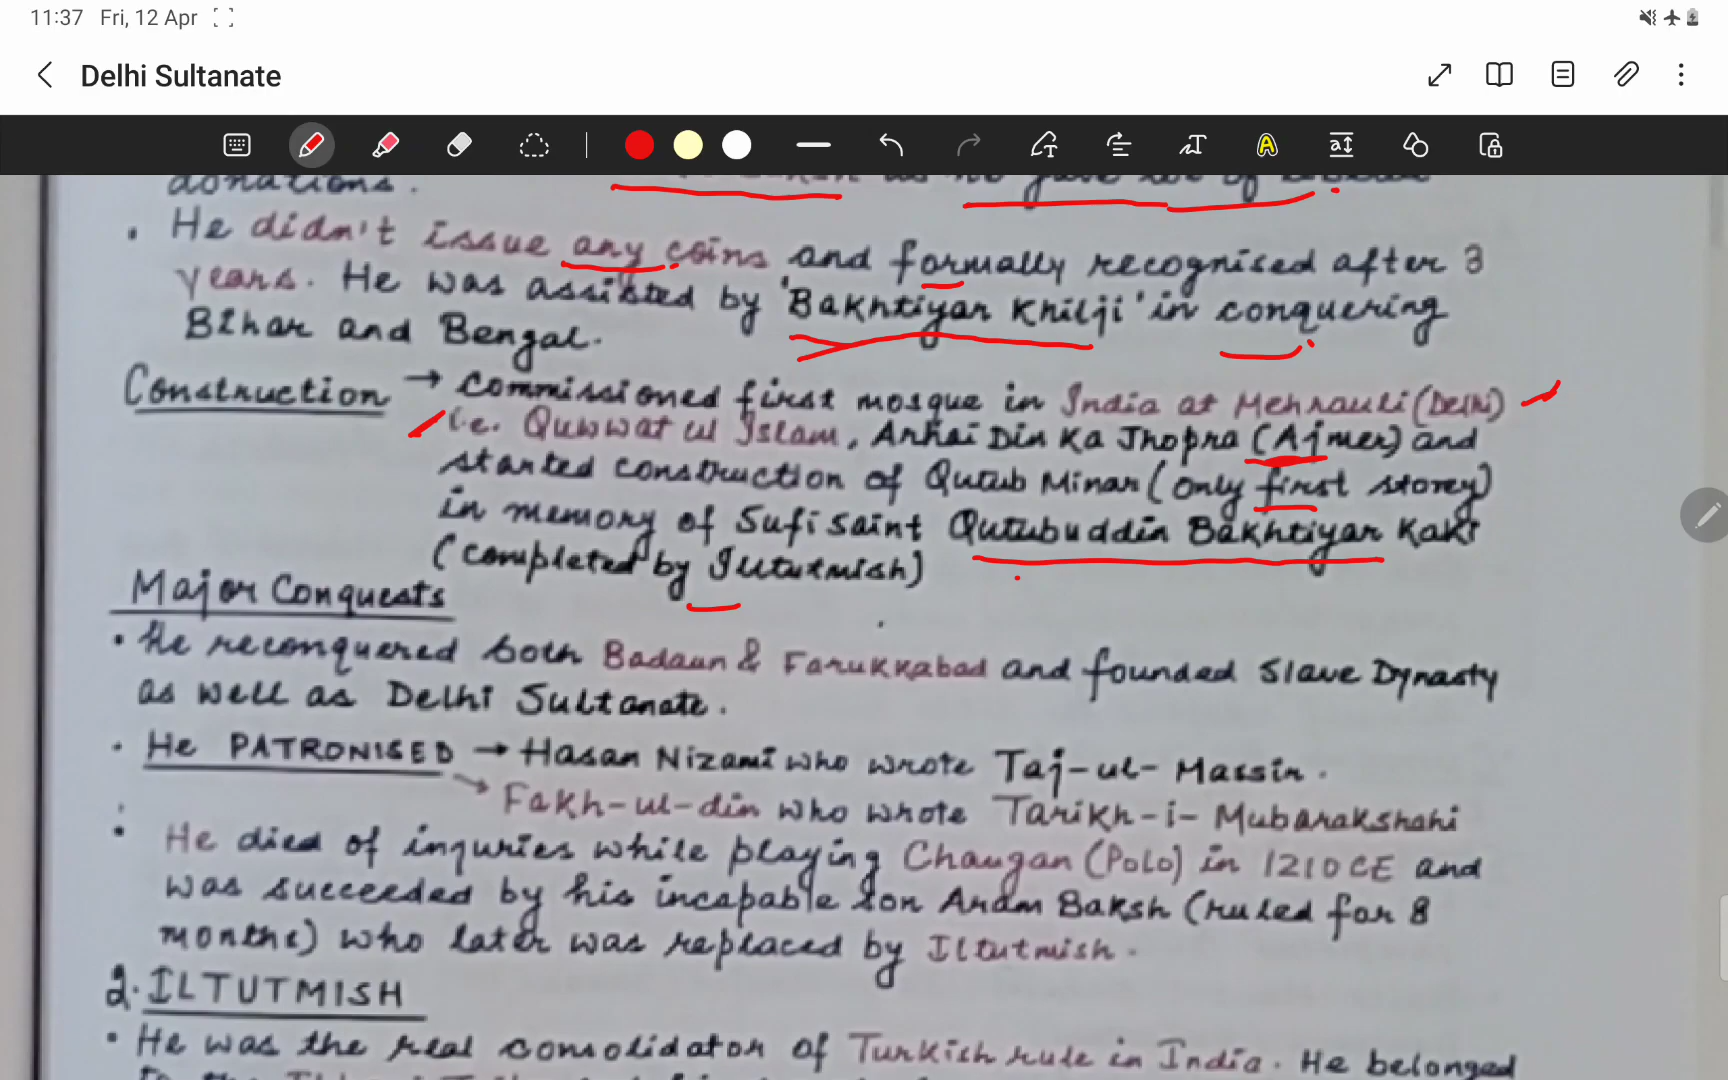 11:37 Fri, 12 Apr
Delhi Sultanate
donations.
• He didn't issue any coins and formally recognised after 3
years. He was assisted by 'Bakhtiyar Khilji' in conquering
Bihar and Bengal.
Construction → Commissioned first mosque in India at Mehrauli (Delhi)
i.e. Quwwat ul Islam, Arhai Din Ka Jhopra (Ajmer) and
started construction of Qutub Minar (only first storey)
in memory of Sufi Saint Qutubuddin Bakhtiyar Kaki
(completed by Iltutmish)
Major Conquests
• He reconquered both Badaun & Farukkabad and founded Slave Dynasty
as well as Delhi Sultanate.
• He PATRONISED → Hasan Nizami who wrote Taj-ul-Massir.
→ Fakh-ul-din who wrote Tarikh-i-Mubarakshahi
• He died of injuries while playing Chaugan (Polo) in 1210 CE and
was succeeded by his incapable son Aram Baksh (ruled for 8
months) who later was replaced by Iltutmish.
2. ILTUTMISH
• He was the real consolidator of Turkish rule in India. He belonged